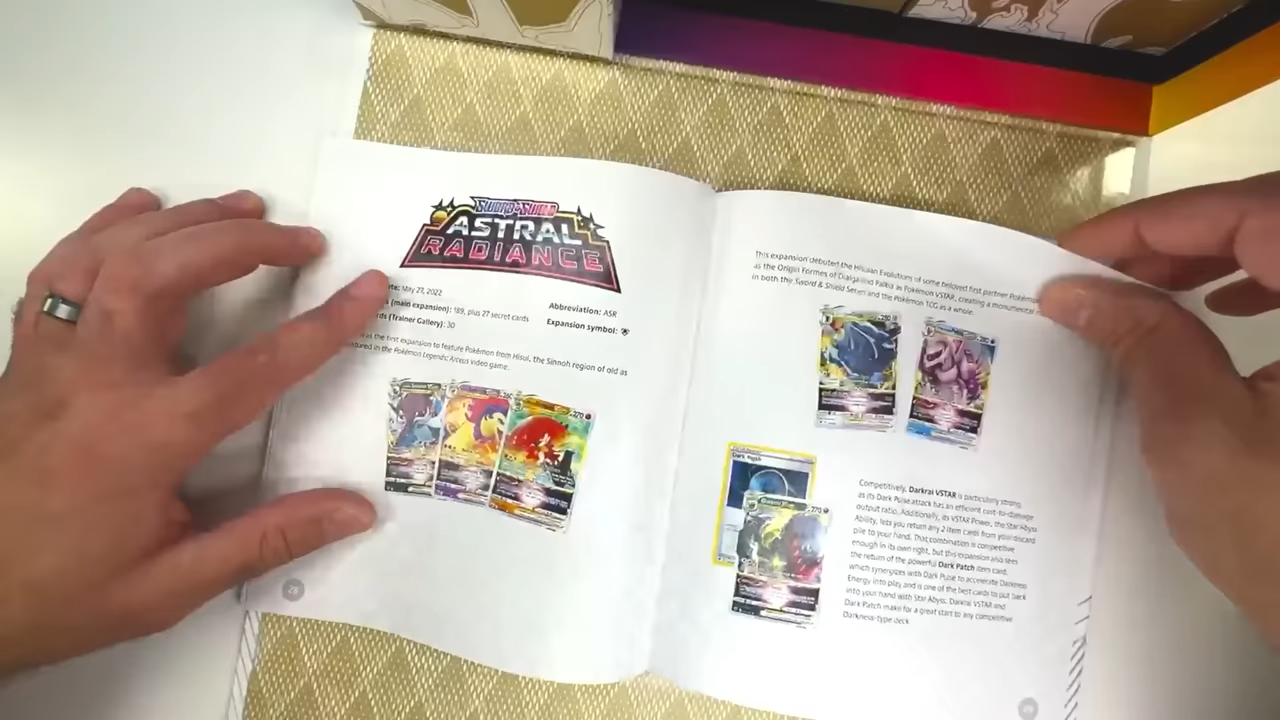 SWORD & SHIELD
ASTRAL
RADIANCE
May 27, 2022
(main expansion): 189, plus 27 secret cards
(Trainer Gallery): 30
Abbreviation: ASR
Expansion symbol:
as the first expansion to feature Pokémon from Hisui, the Sinnoh region of old as
in the Pokémon Legends: Arceus video game.
28
This expansion debuted the Hisuian Evolutions of some beloved first partner Pokémon
as the Origin Formes of Dialga and Palkia as Pokémon VSTAR, creating a monumental
in both the Sword & Shield Series and the Pokémon TCG as a whole.
280
270
Dark Patch
270
Competitively, Darkrai VSTAR is particularly strong,
as its Dark Pulse attack has an efficient cost-to-damage
output ratio. Additionally, its VSTAR Power, the Star Abyss
Ability, lets you return any 2 Item cards from your discard
pile to your hand. That combination is competitive
enough in its own right, but this expansion also sees
the return of the powerful Dark Patch Item card,
which synergizes with Dark Pulse to accelerate Darkness
Energy into play and is one of the best cards to put back
into your hand with Star Abyss. Darkrai VSTAR and
Dark Patch make for a great start to any competitive
Darkness-type deck.